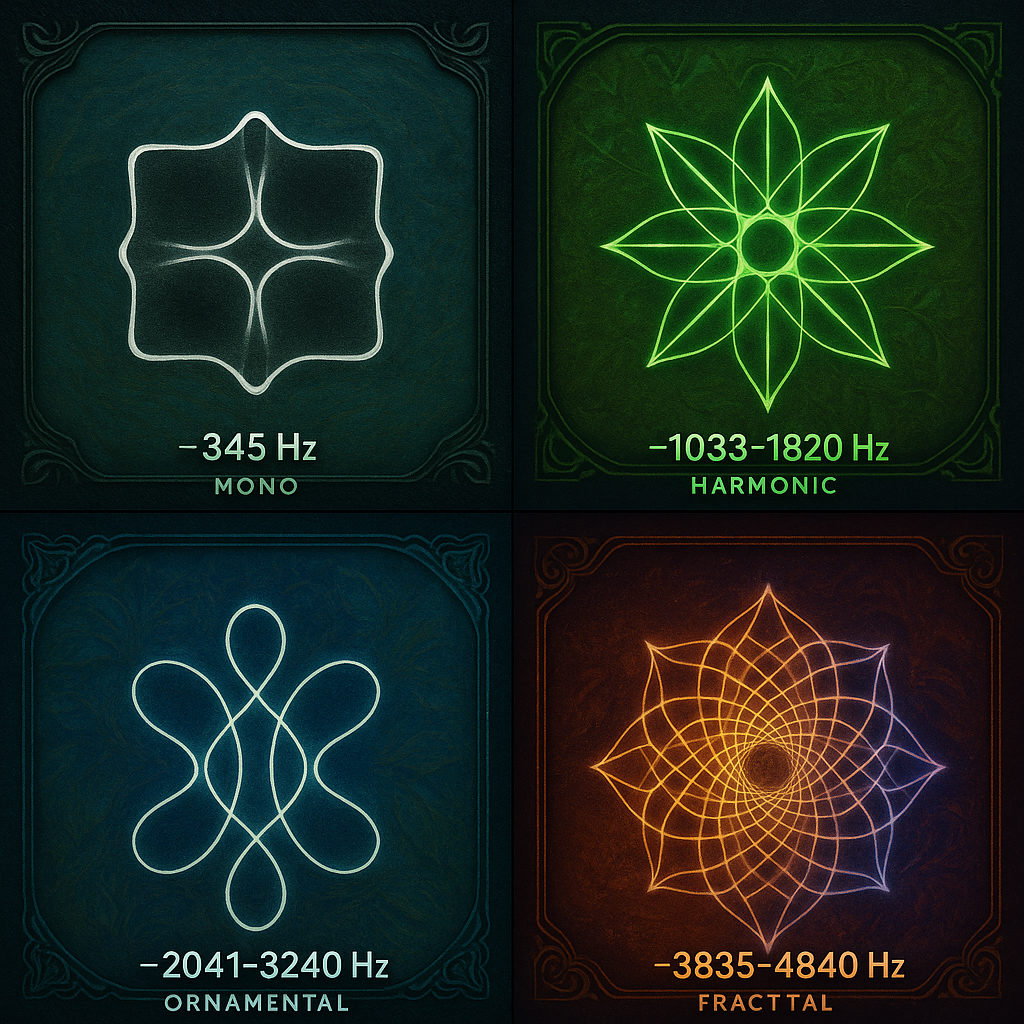 –345 Hz
MONO
–1033–1820 Hz
HARMONIC
–2041–3240 Hz
ORNAMENTAL
–3835–4840 Hz
FRACTTAL